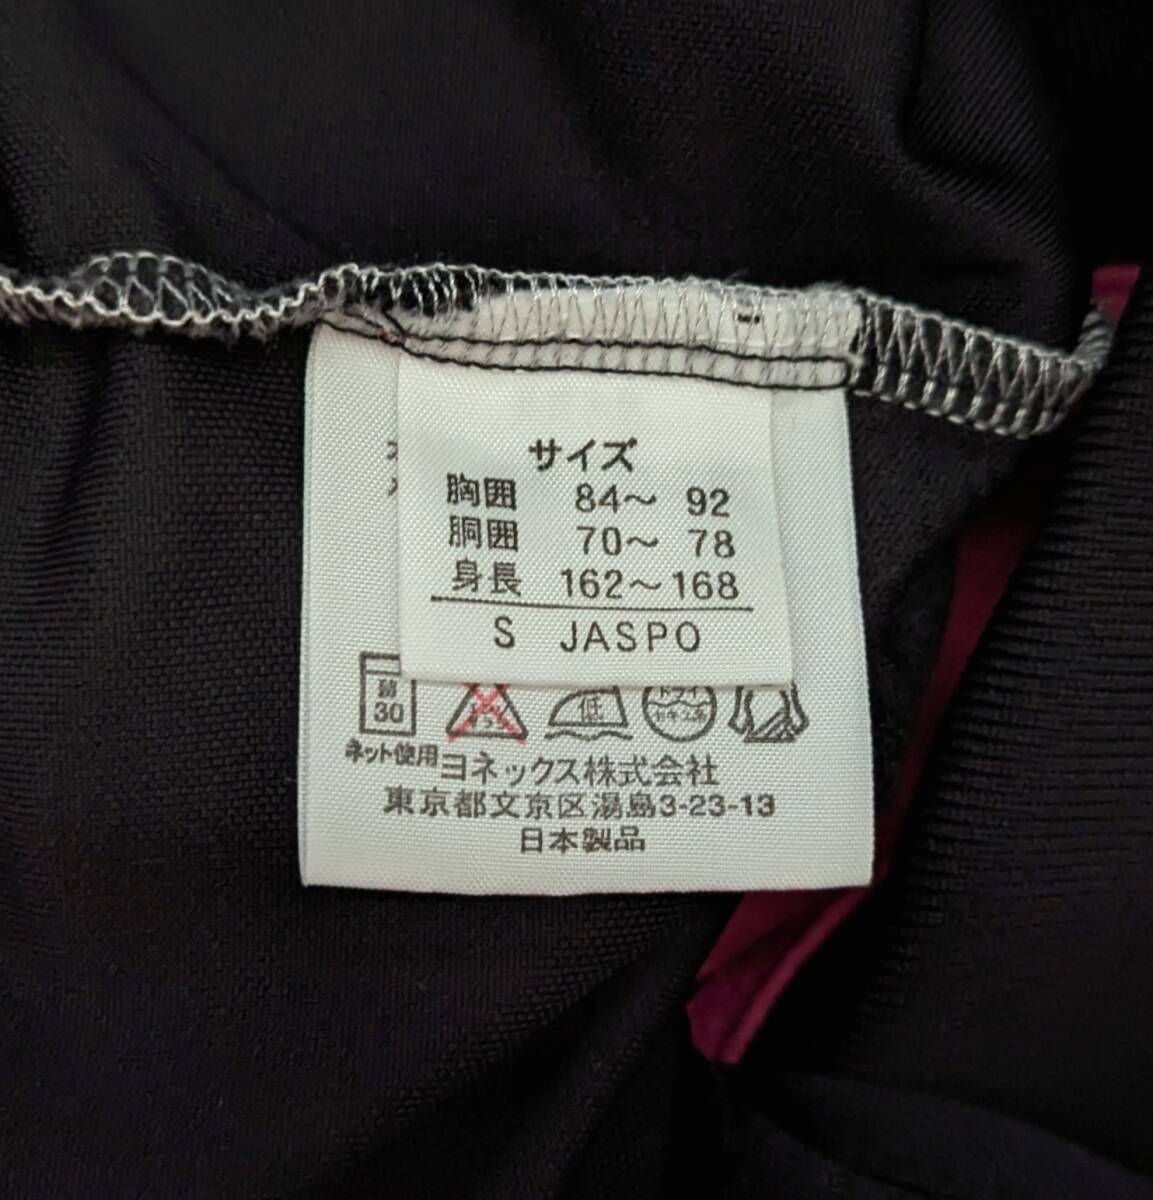 サイズ
胸囲 84～ 92
胴囲 70～ 78
身長 162～168
S JASPO
30
低
ネット使用
ヨネックス株式会社
東京都文京区湯島3-23-13
日本製品